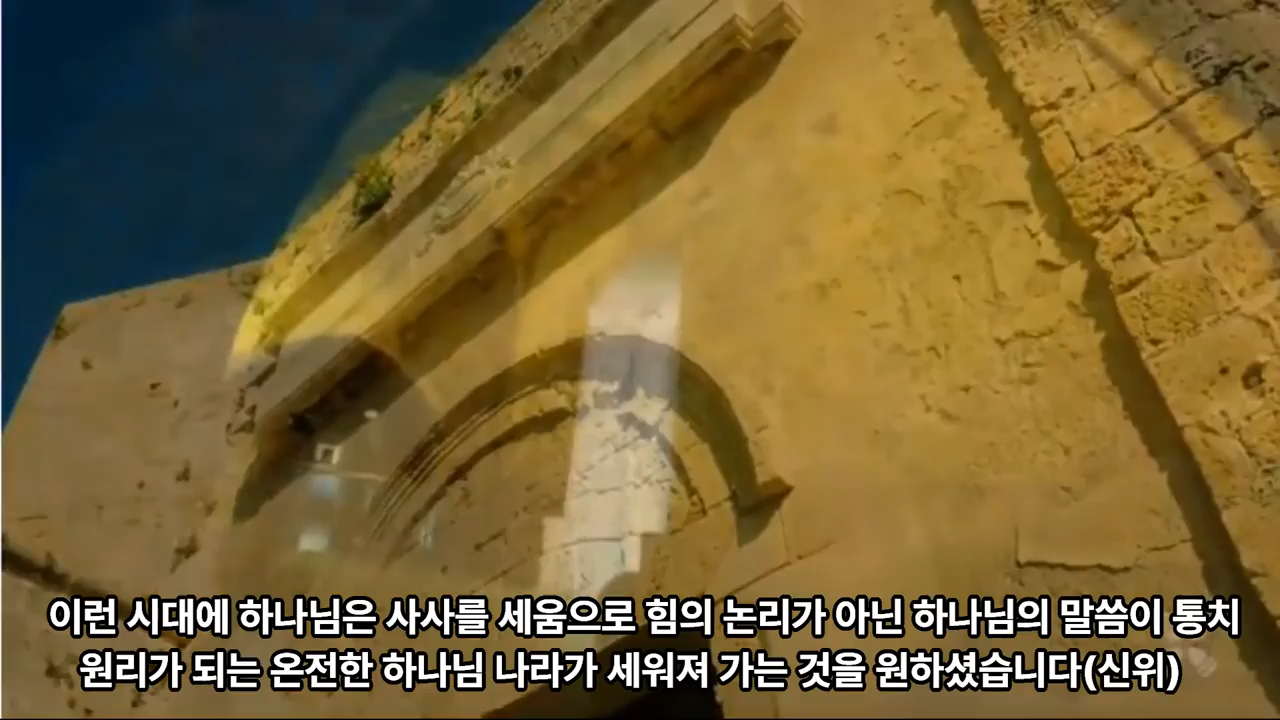 이런 시대에 하나님은 사사를 세움으로 힘의 논리가 아닌 하나님의 말씀이 통치
원리가 되는 온전한 하나님 나라가 세워져 가는 것을 원하셨습니다(신위)